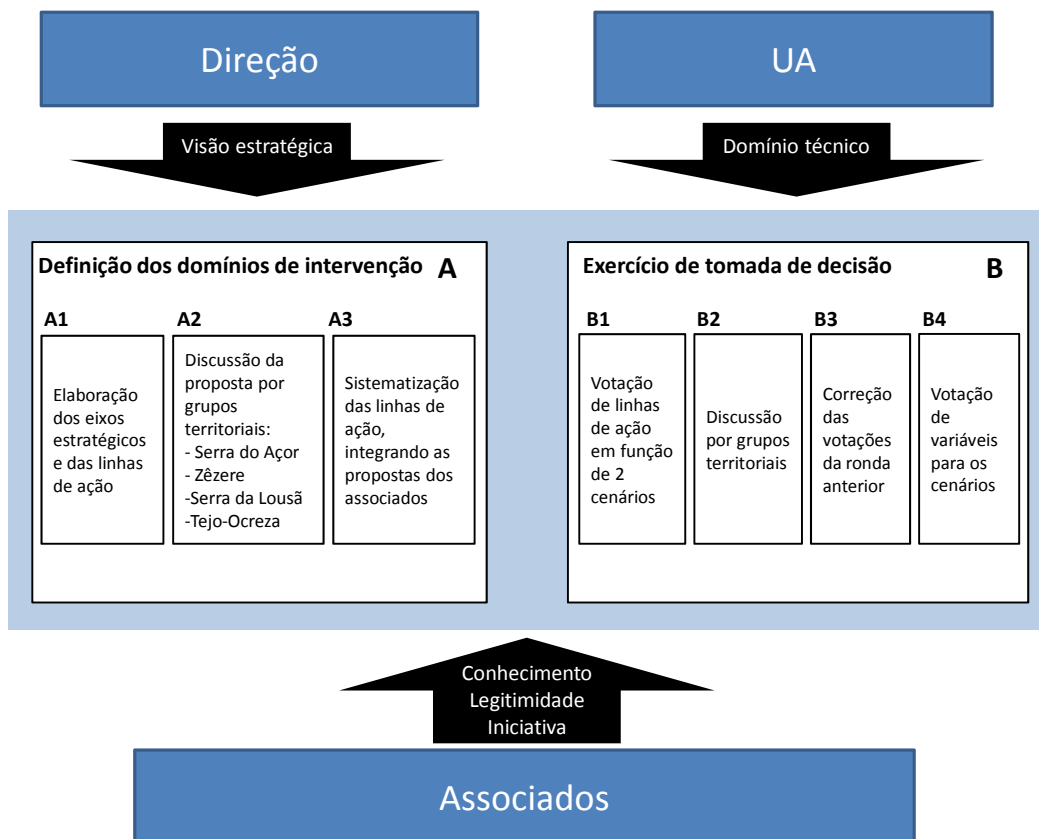 Direção
UA
Visão estratégica
Domínio técnico
Definição dos domínios de intervenção A
A1
Elaboração
dos eixos
estratégicos
e das linhas
de ação
A2
Discussão da
proposta por
grupos
territoriais:
- Serra do Açor
- Zêzere
-Serra da Lousã
-Tejo-Ocreza
A3
Sistematização
das linhas de
ação,
integrando as
propostas dos
associados
Exercício de tomada de decisão B
B1
Votação
de linhas
de ação
em função
de 2
cenários
B2
Discussão
por grupos
territoriais
B3
Correção
das
votações
da ronda
anterior
B4
Votação
de
variáveis
para os
cenários
Conhecimento
Legitimidade
Iniciativa
Associados